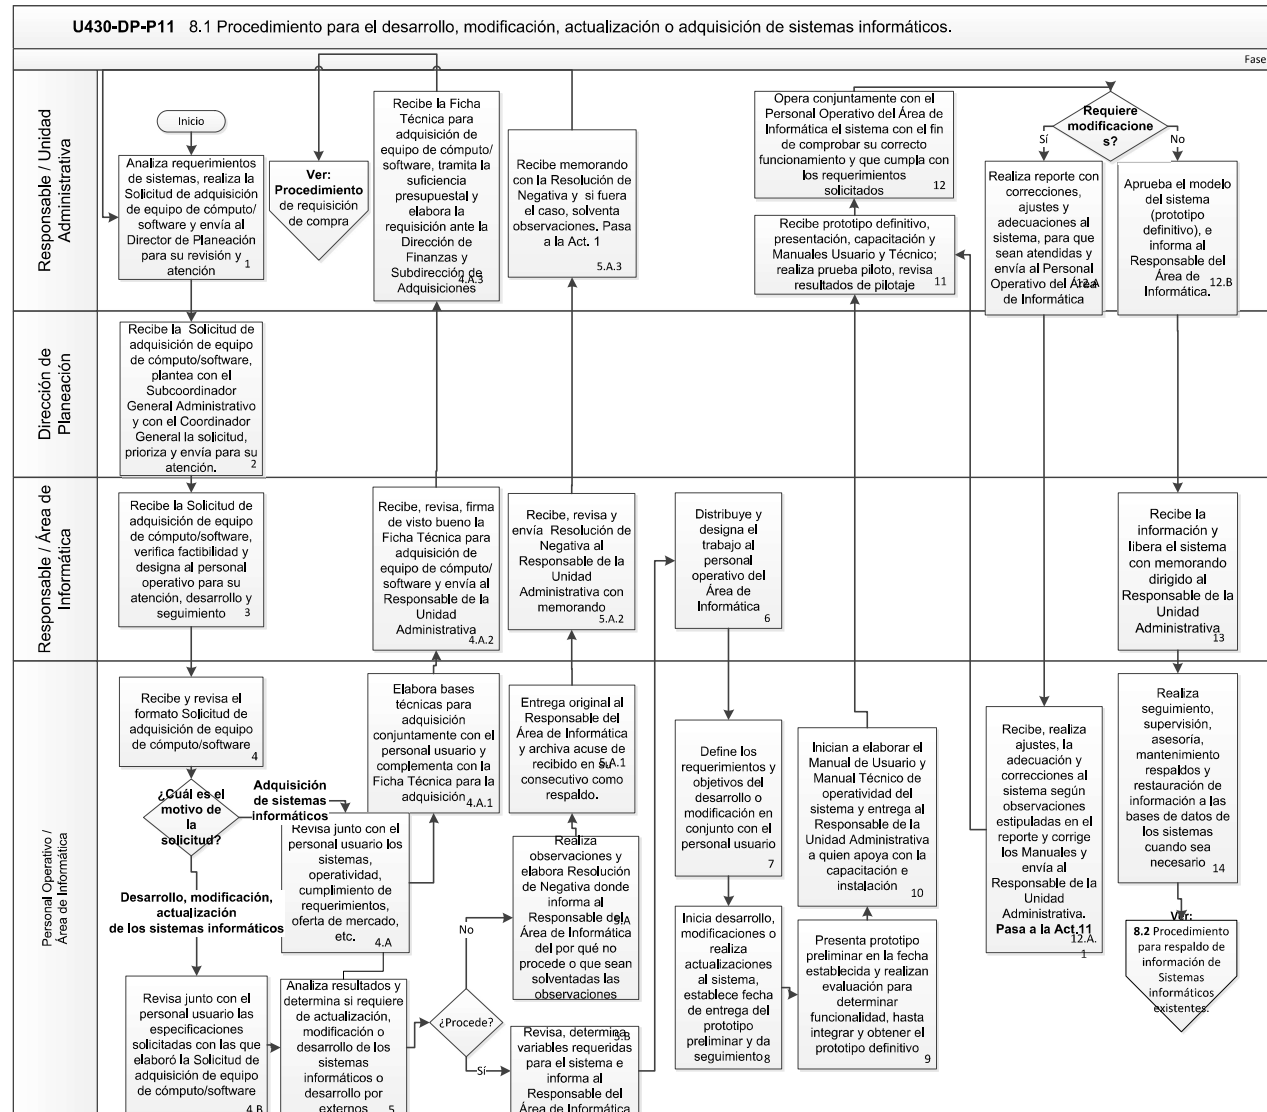 U430-DP-P11 8.1 Procedimiento para el desarrollo, modificación, actualización o adquisición de sistemas informáticos.
Fase
Responsable / Unidad
Administrativa
Inicio
Analiza requerimientos
de sistemas, realiza la
Solicitud de adquisición
de equipo de cómputo/
software y envía al
Director de Planeación
para su revisión y
atención
1
Ver:
Procedimiento
de requisición
de compra
Recibe la Ficha
Técnica para
adquisición de
equipo de cómputo/
software, tramita la
suficiencia
presupuestal y
elabora la
requisición ante la
Dirección de
Finanzas y
Subdirección de
Adquisiciones
4.A.3
Recibe memorando
con la Resolución de
Negativa y si fuera
el caso, solventa
observaciones. Pasa
a la Act. 1
5.A.3
Opera conjuntamente con el
Personal Operativo del Área de
Informática el sistema con el fin
de comprobar su correcto
funcionamiento y que cumpla con
los requerimientos
solicitados
12
Recibe prototipo definitivo,
presentación, capacitación y
Manuales Usuario y Técnico;
realiza prueba piloto, revisa
resultados de pilotaje
11
Requiere
modificacione
s?
Sí
No
Realiza reporte con
correcciones,
ajustes y
adecuaciones al
sistema, para que
sean atendidas y
envía al Personal
Operativo del Área
de Informática
12.A
Aprueba el modelo
del sistema
(prototipo
definitivo), e
informa al
Responsable del
Área de
Informática.
12.B
Dirección de
Planeación
Recibe la Solicitud de
adquisición de equipo
de cómputo/software,
plantea con el
Subcoordinador
General Administrativo
y con el Coordinador
General la solicitud,
prioriza y envía para su
atención.
2
Responsable / Área de
Informática
Recibe la Solicitud de
adquisición de equipo
de cómputo/software,
verifica factibilidad y
designa al personal
operativo para su
atención, desarrollo y
seguimiento
3
Recibe, revisa, firma
de visto bueno la
Ficha Técnica para
adquisición de
equipo de cómputo/
software y envía al
Responsable de la
Unidad
Administrativa
4.A.2
Recibe, revisa y
envía Resolución de
Negativa al
Responsable de la
Unidad
Administrativa con
memorando
5.A.2
Distribuye y
designa el
trabajo al
personal
operativo del
Área de
Informática
6
Recibe la
información y
libera el sistema
con memorando
dirigido al
Responsable de la
Unidad
Administrativa
13
Personal Operativo /
Área de Informática
Recibe y revisa el
formato Solicitud de
adquisición de equipo
de cómputo/software
4
¿Cuál es el
motivo de
la
solicitud?
Adquisición
de sistemas
informáticos
Desarrollo, modificación,
actualización
de los sistemas informáticos
Revisa junto con el
personal usuario los
sistemas,
operatividad,
cumplimiento de
requerimientos,
oferta de mercado,
etc.
4.A
Elabora bases
técnicas para
adquisición
conjuntamente con el
personal usuario y
complementa con la
Ficha Técnica para la
adquisición
4.A.1
Revisa junto con el
personal usuario las
especificaciones
solicitadas con las que
elaboró la Solicitud de
adquisición de equipo
de cómputo/software
4.B
Analiza resultados y
determina si requiere
de actualización,
modificación o
desarrollo de los
sistemas
informáticos o
desarrollo por
externos
5
¿Procede?
No
Sí
Entrega original al
Responsable del
Área de Informática
y archiva acuse de
recibido en su
consecutivo como
respaldo.
5.A.1
Realiza
observaciones y
elabora Resolución
de Negativa donde
informa al
Responsable del
Área de Informática
del por qué no
procede o que sean
solventadas las
observaciones
5.A
Revisa, determina
variables requeridas
para el sistema e
informa al
Responsable del
Área de Informática
5.B
Define los
requerimientos y
objetivos del
desarrollo o
modificación en
conjunto con el
personal usuario
7
Inicia desarrollo,
modificaciones o
realiza
actualizaciones
al sistema,
establece fecha
de entrega del
prototipo
preliminar y da
seguimiento
8
Inician a elaborar el
Manual de Usuario y
Manual Técnico de
operatividad del
sistema y entrega al
Responsable de la
Unidad Administrativa
a quien apoya con la
capacitación e
instalación
10
Presenta prototipo
preliminar en la fecha
establecida y realizan
evaluación para
determinar
funcionalidad, hasta
integrar y obtener el
prototipo definitivo
9
Recibe, realiza
ajustes, la
adecuación y
correcciones al
sistema según
observaciones
estipuladas en el
reporte y corrige
los Manuales y
envía al
Responsable de la
Unidad
Administrativa.
Pasa a la Act.11
12.A.
1
Realiza
seguimiento,
supervisión,
asesoría,
mantenimiento
respaldos y
restauración de
información a las
bases de datos de
los sistemas
cuando sea
necesario
14
Ver:
8.2 Procedimiento
para respaldo de
información de
Sistemas
informáticos
existentes.